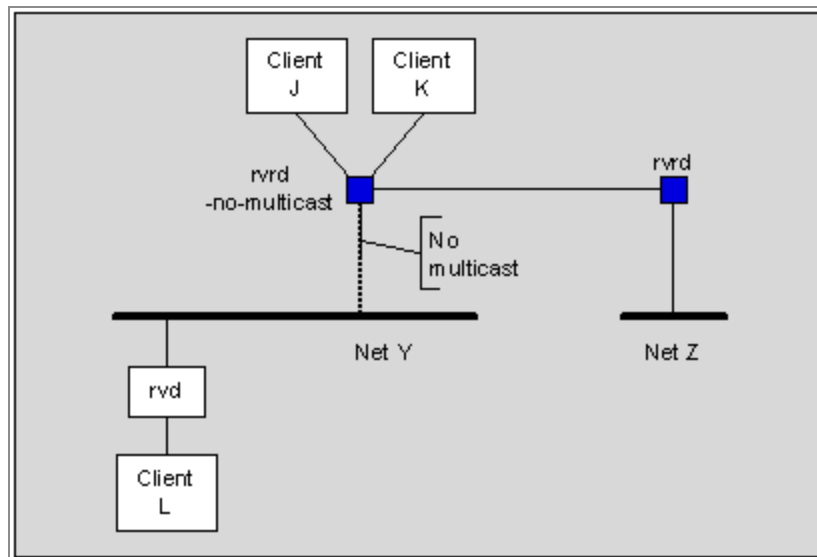 Client
J
Client
K
rvrd
-no-multicast
rvrd
No
multicast
Net Y
Net Z
rvd
Client
L